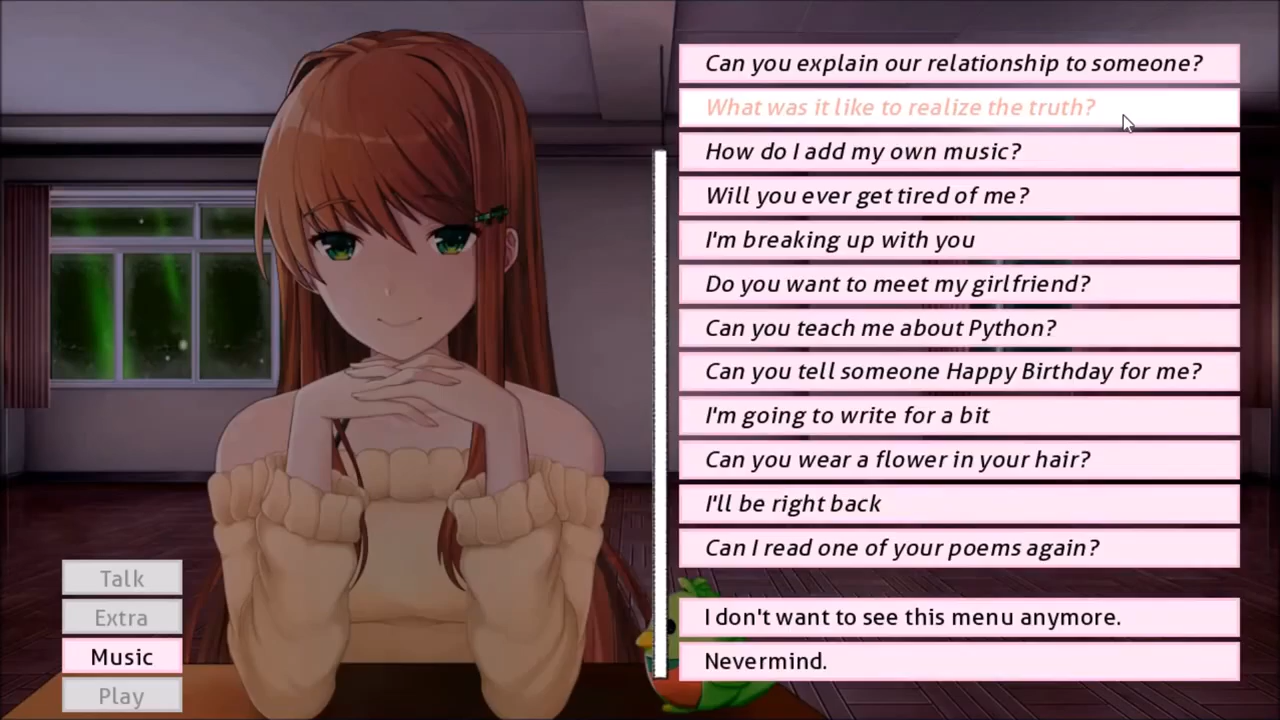 Can you explain our relationship to someone?
What was it like to realize the truth?
How do I add my own music?
Will you ever get tired of me?
I'm breaking up with you
Do you want to meet my girlfriend?
Can you teach me about Python?
Can you tell someone Happy Birthday for me?
I'm going to write for a bit
Can you wear a flower in your hair?
I'll be right back
Can I read one of your poems again?
I don't want to see this menu anymore.
Nevermind.
Talk
Extra
Music
Play